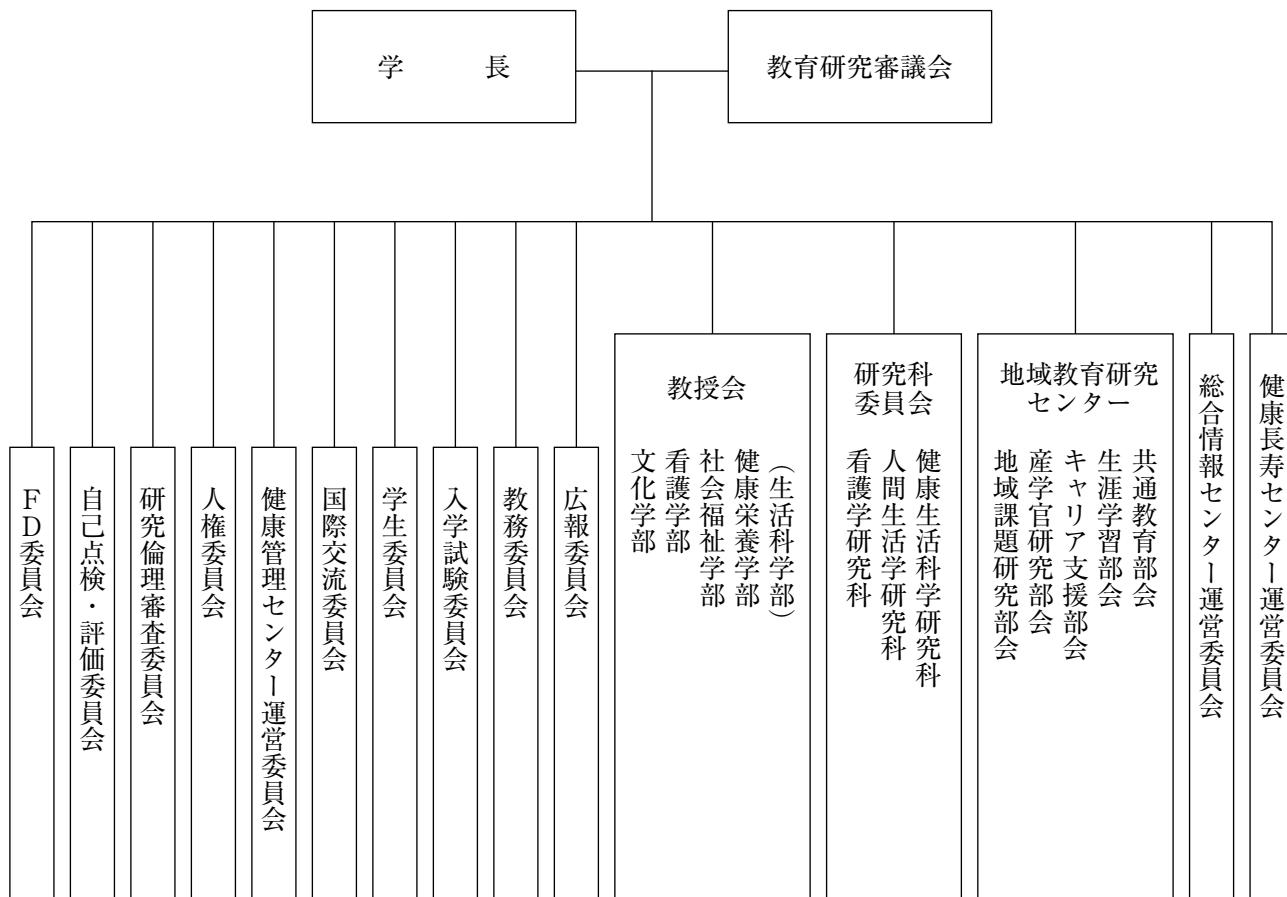 学長
教育研究審議会
健康長寿センター運営委員会
総合情報センター運営委員会
地域教育研究
センター
共通教育部会
生涯学習部会
キャリア支援部会
産学官研究部会
地域課題研究部会
研究科
委員会
健康生活科学研究科
人間生活学研究科
看護学研究科
教授会
（生活科学部）
健康栄養学部
社会福祉学部
看護学部
文化学部
広報委員会
教務委員会
入学試験委員会
学生委員会
国際交流委員会
健康管理センター運営委員会
人権委員会
研究倫理審査委員会
自己点検・評価委員会
ＦＤ委員会